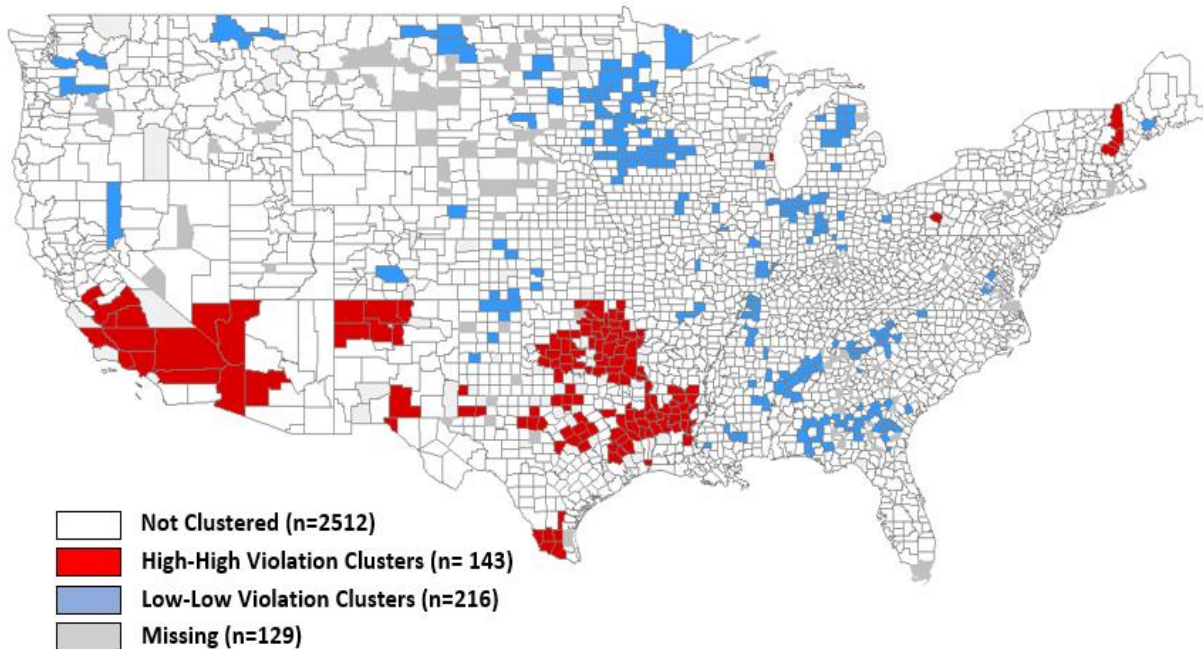 Not Clustered (n=2512)
High-High Violation Clusters (n= 143)
Low-Low Violation Clusters (n=216)
Missing (n=129)